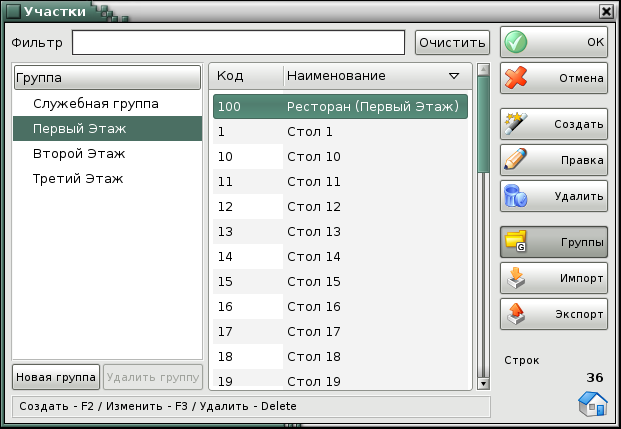 Участки
Фильтр
Очистить
Группа
Служебная группа
Первый Этаж
Второй Этаж
Третий Этаж
Новая группа
Удалить группу
Код Наименование
100 Ресторан (Первый Этаж)
1 Стол 1
10 Стол 10
11 Стол 11
12 Стол 12
13 Стол 13
14 Стол 14
15 Стол 15
16 Стол 16
17 Стол 17
18 Стол 18
19 Стол 19
ОК
Отмена
Создать
Правка
Удалить
G
Группы
Импорт
Экспорт
Строк
36
Создать - F2 / Изменить - F3 / Удалить - Delete